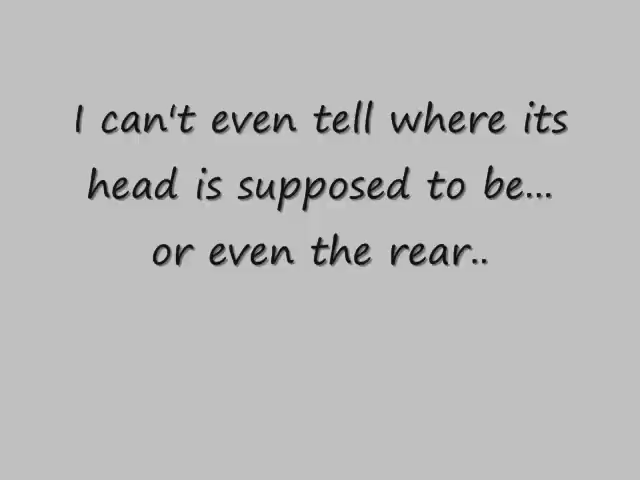 I can't even tell where its
head is supposed to be...
or even the rear..